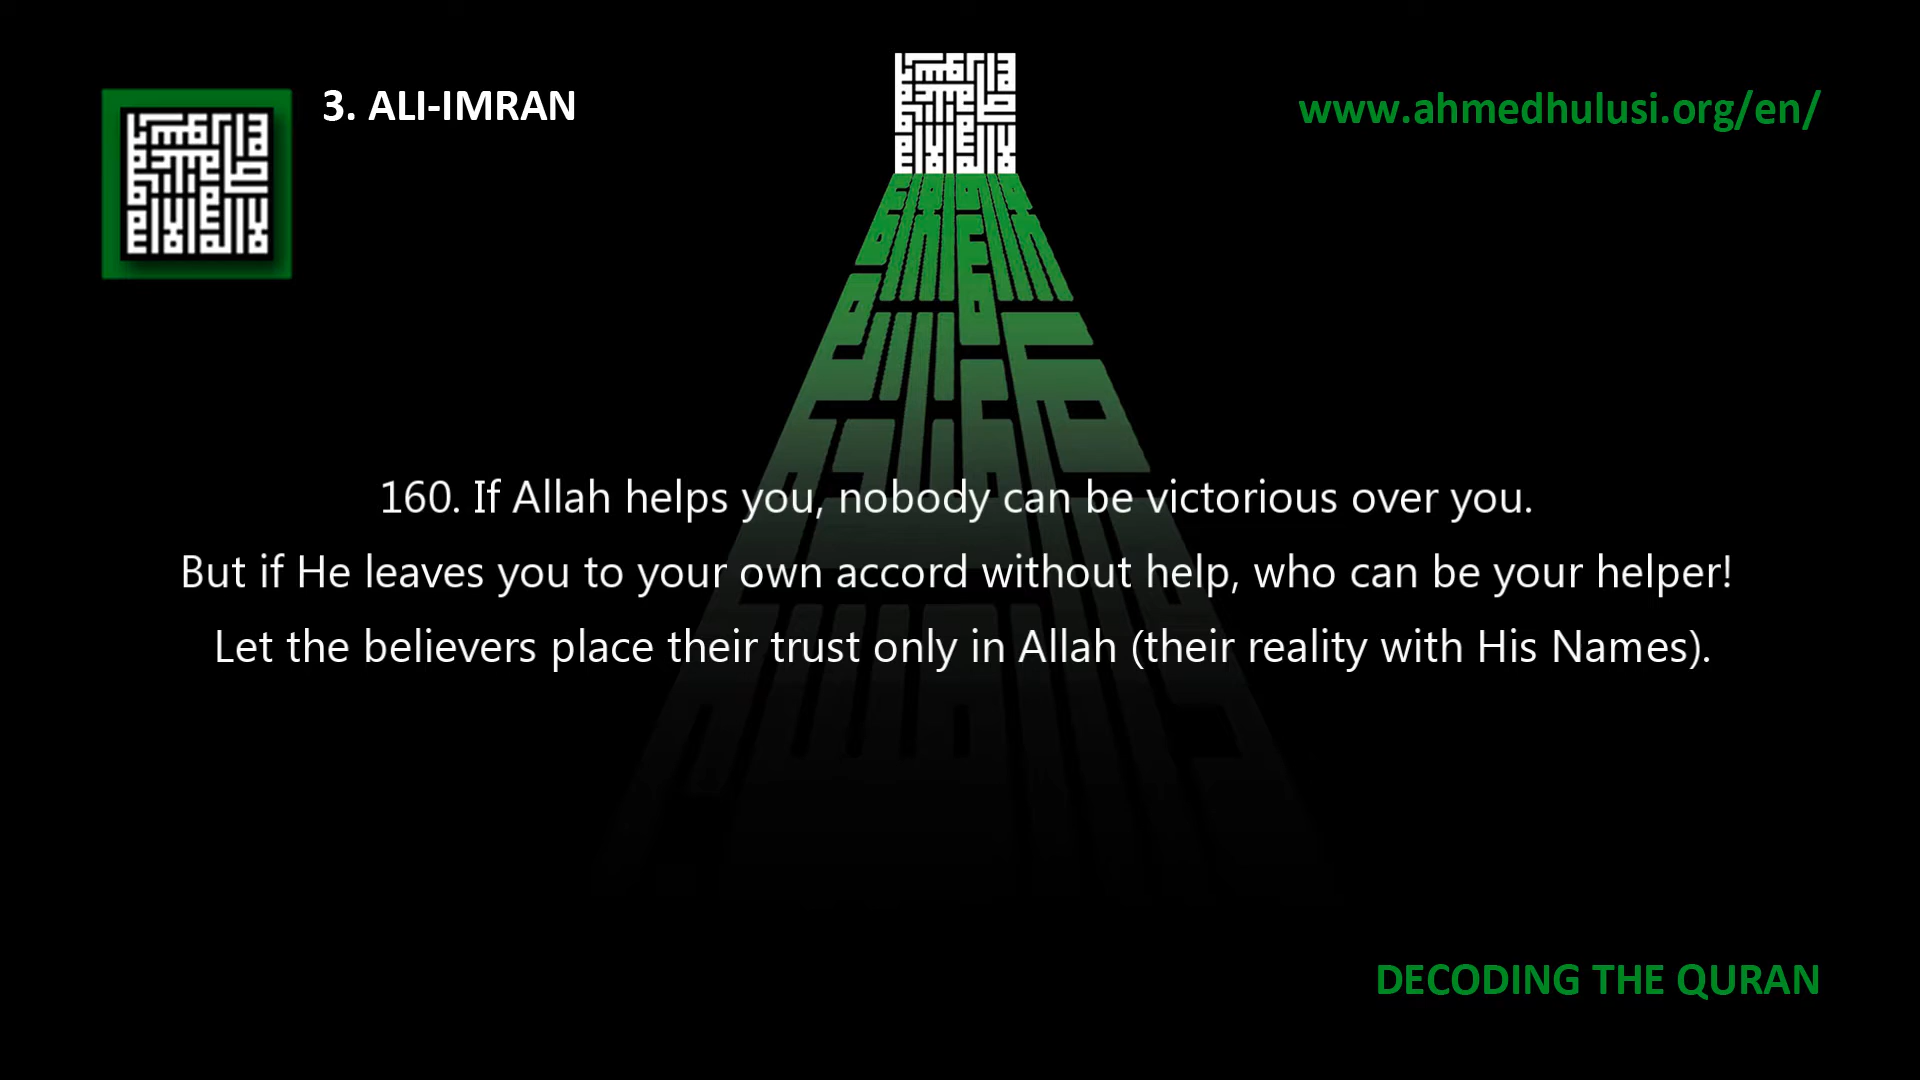 3. ALI-IMRAN
www.ahmedhulusi.org/en/
160. If Allah helps you, nobody can be victorious over you.
But if He leaves you to your own accord without help, who can be your helper!
Let the believers place their trust only in Allah (their reality with His Names).
DECODING THE QURAN